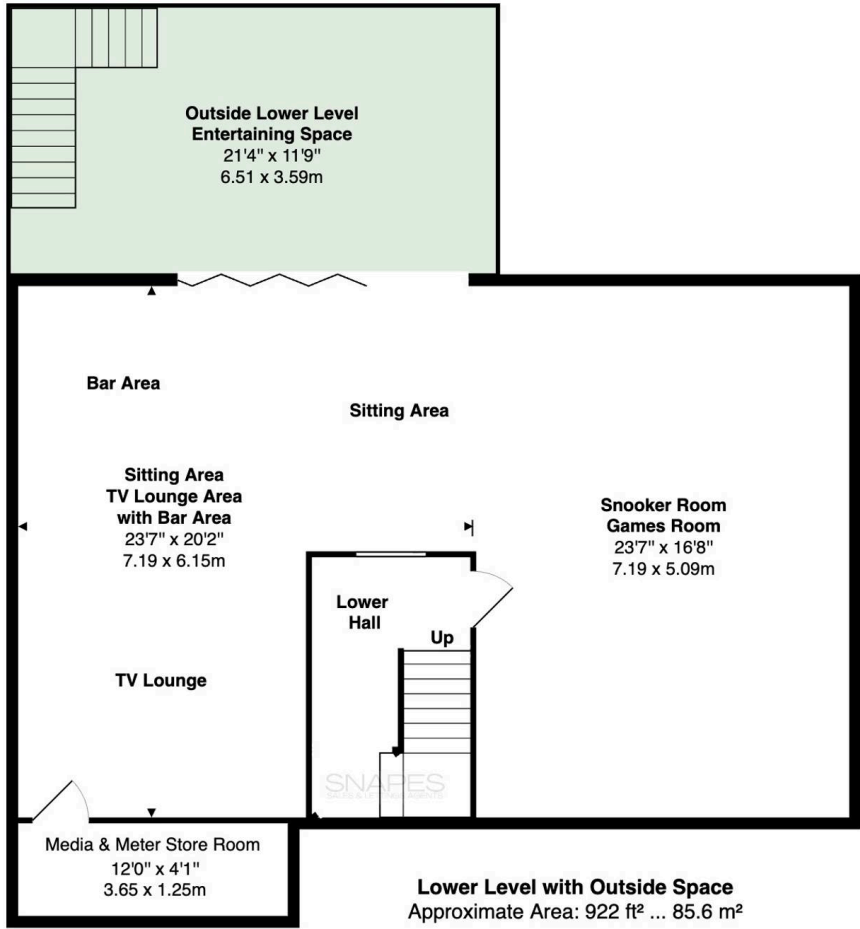 Outside Lower Level
Entertaining Space
21'4" x 11'9"
6.51 x 3.59m
Bar Area
Sitting Area
Sitting Area
TV Lounge Area
with Bar Area
23'7" x 20'2"
7.19 x 6.15m
Snooker Room
Games Room
23'7" x 16'8"
7.19 x 5.09m
Lower
Hall
Up
TV Lounge
SNAPES
SALES & LETTINGS AGENTS
Media & Meter Store Room
12'0" x 4'1"
3.65 x 1.25m
Lower Level with Outside Space
Approximate Area: 922 ft² ... 85.6 m²